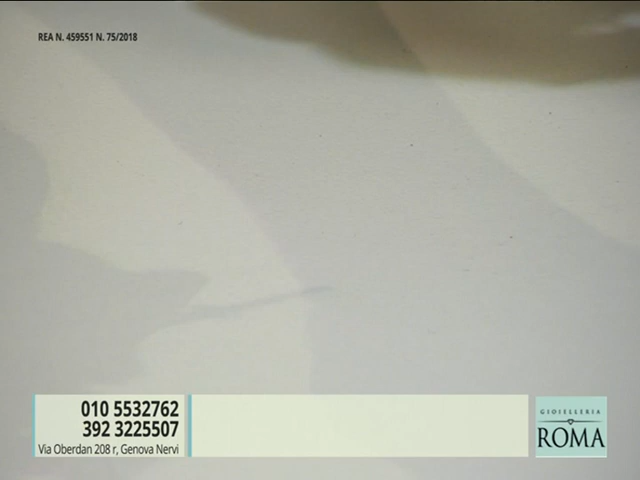 REA N. 459551 N. 75/2018
010 5532762
392 3225507
Via Oberdan 208 r, Genova Nervi
GIOIELLERIA
ROMA